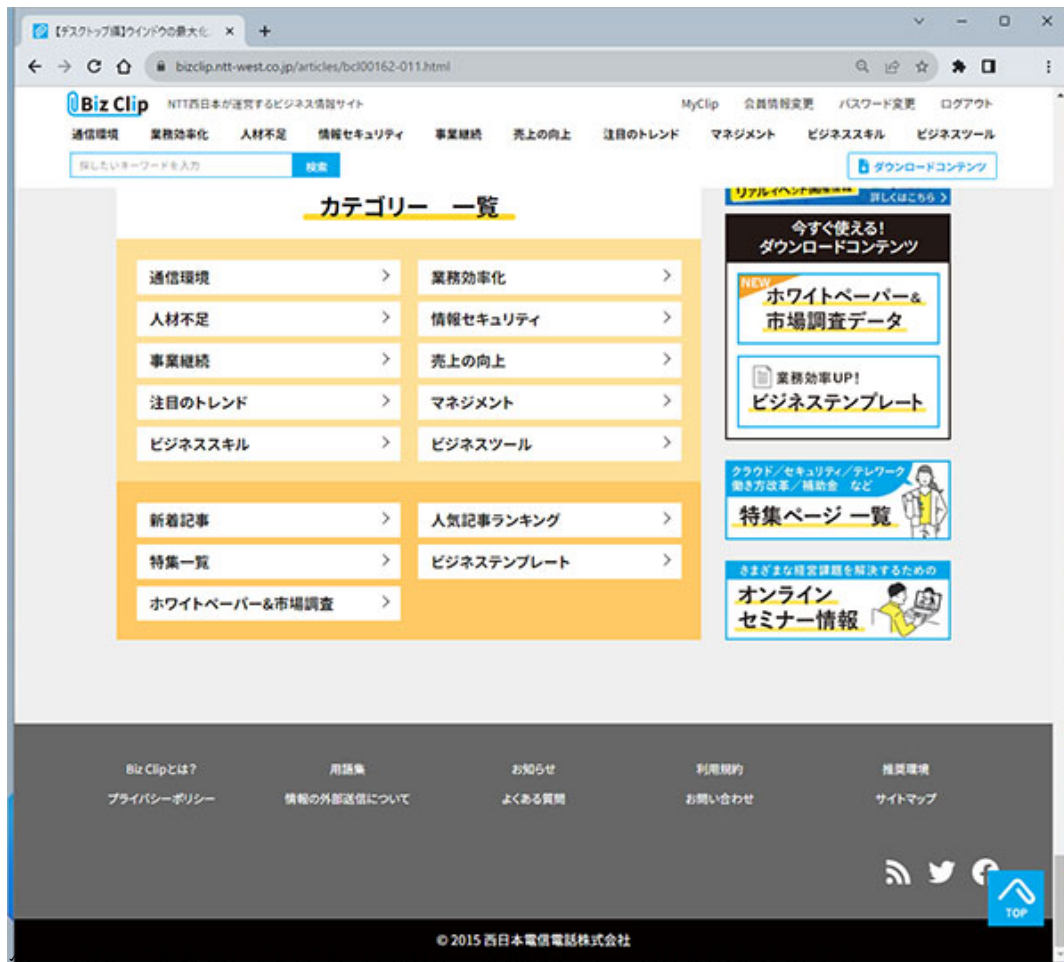 【デスクトップ編】ウインドウの最大化
bizclip.ntt-west.co.jp/articles/bcl00162-011.html
Biz Clip NTT西日本が運営するビジネス情報サイト
MyClip 会員情報変更 パスワード変更 ログアウト
通信環境 業務効率化 人材不足 情報セキュリティ 事業継続 売上の向上 注目のトレンド マネジメント ビジネススキル ビジネスツール
探したいキーワードを入力 検索 ダウンロードコンテンツ
カテゴリー 一覧
通信環境 業務効率化
人材不足 情報セキュリティ
事業継続 売上の向上
注目のトレンド マネジメント
ビジネススキル ビジネスツール
新着記事 人気記事ランキング
特集一覧 ビジネステンプレート
ホワイトペーパー&市場調査
リアルイベント開催情報
詳しくはこちら
今すぐ使える!
ダウンロードコンテンツ
NEW
ホワイトペーパー&
市場調査データ
業務効率UP!
ビジネステンプレート
クラウド/セキュリティ/テレワーク
働き方改革/補助金 など
特集ページ 一覧
さまざまな経営課題を解決するための
オンライン
セミナー情報
Biz Clipとは? 用語集 お知らせ 利用規約 推奨環境
プライバシーポリシー 情報の外部送信について よくある質問 お問い合わせ サイトマップ
TOP
© 2015 西日本電信電話株式会社